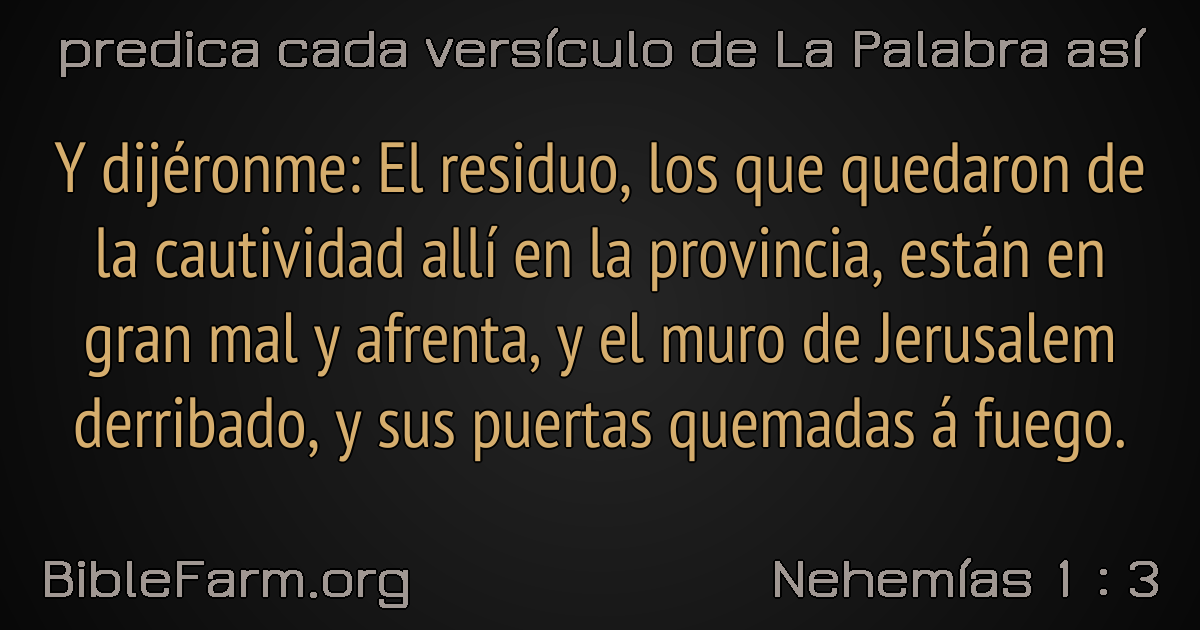 predica cada versículo de La Palabra así
Y dijéronme: El residuo, los que quedaron de
la cautividad allí en la provincia, están en
gran mal y afrenta, y el muro de Jerusalem
derribado, y sus puertas quemadas á fuego.
BibleFarm.org
Nehemías 1 : 3